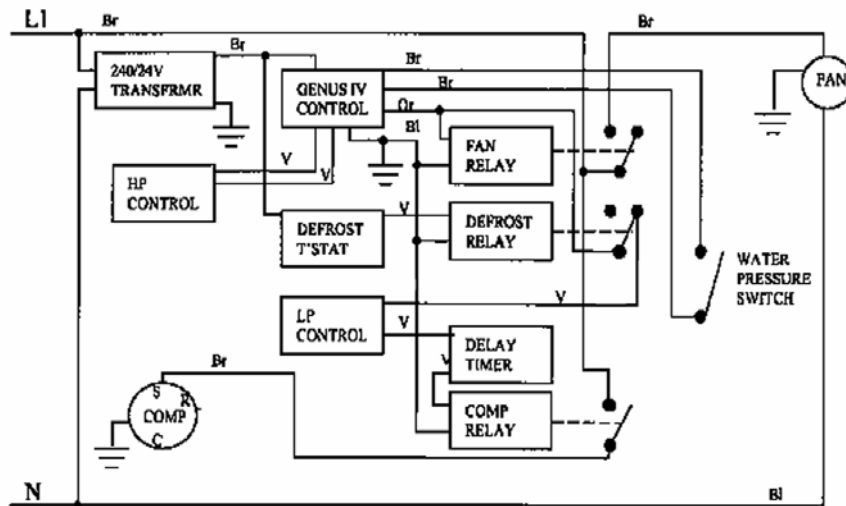 L1
Br
Br
240/24V
TRANSFRMR
GENUS IV
CONTROL
Br
Br
Or
Bl
Br
FAN
FAN
RELAY
V
V
HP
CONTROL
DEFROST
T'STAT
V
DEFROST
RELAY
WATER
PRESSURE
SWITCH
LP
CONTROL
V
V
DELAY
TIMER
V
Br
S
R
COMP
C
COMP
RELAY
N
Bl